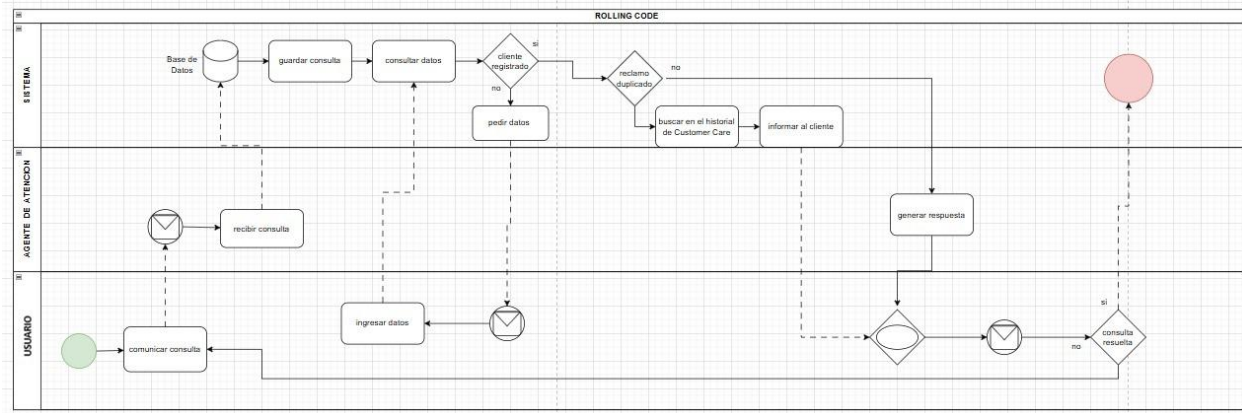 ROLLING CODE
SISTEMA
Base de
Datos
guardar consulta
consultar datos
cliente
registrado
si
no
pedir datos
reclamo
duplicado
no
buscar en el historial
de Customer Care
informar al cliente
AGENTE DE ATENCION
recibir consulta
generar respuesta
USUARIO
comunicar consulta
ingresar datos
si
consulta
resuelta
no